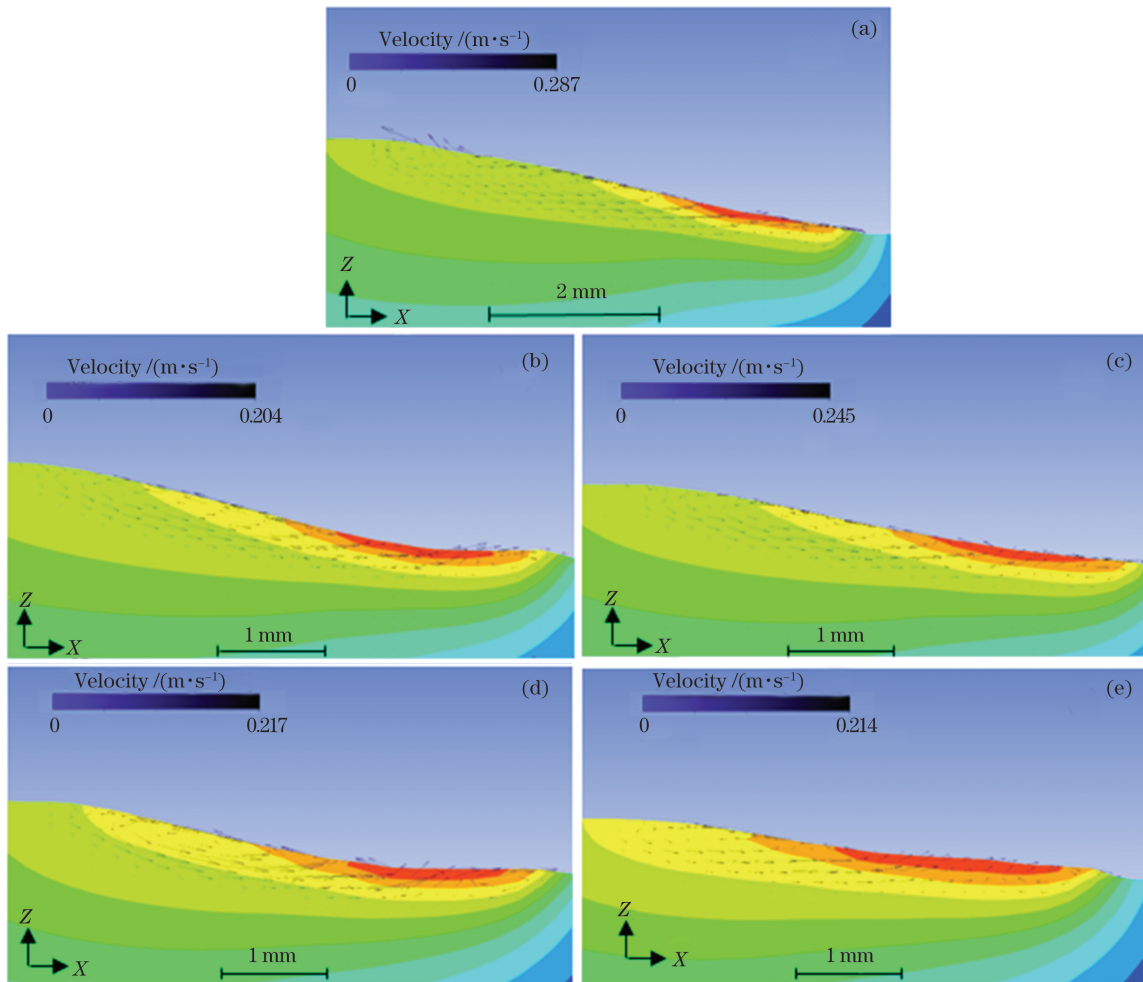 (a)
Velocity /(m·s⁻¹)
0 0.287
Z
X
2 mm
(b)
Velocity /(m·s⁻¹)
0 0.204
Z
X
1 mm
(c)
Velocity /(m·s⁻¹)
0 0.245
Z
X
1 mm
(d)
Velocity /(m·s⁻¹)
0 0.217
Z
X
1 mm
(e)
Velocity /(m·s⁻¹)
0 0.214
Z
X
1 mm